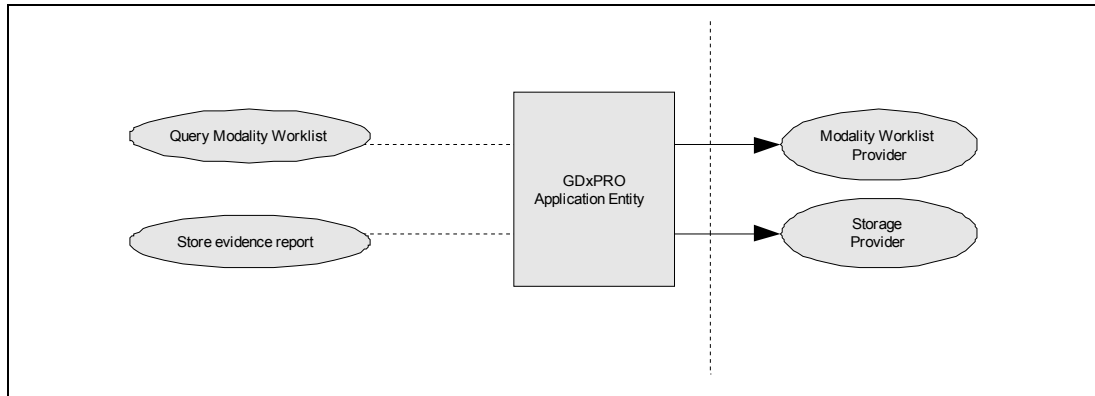 Query Modality Worklist
Store evidence report
GDxPRO
Application Entity
Modality Worklist
Provider
Storage
Provider